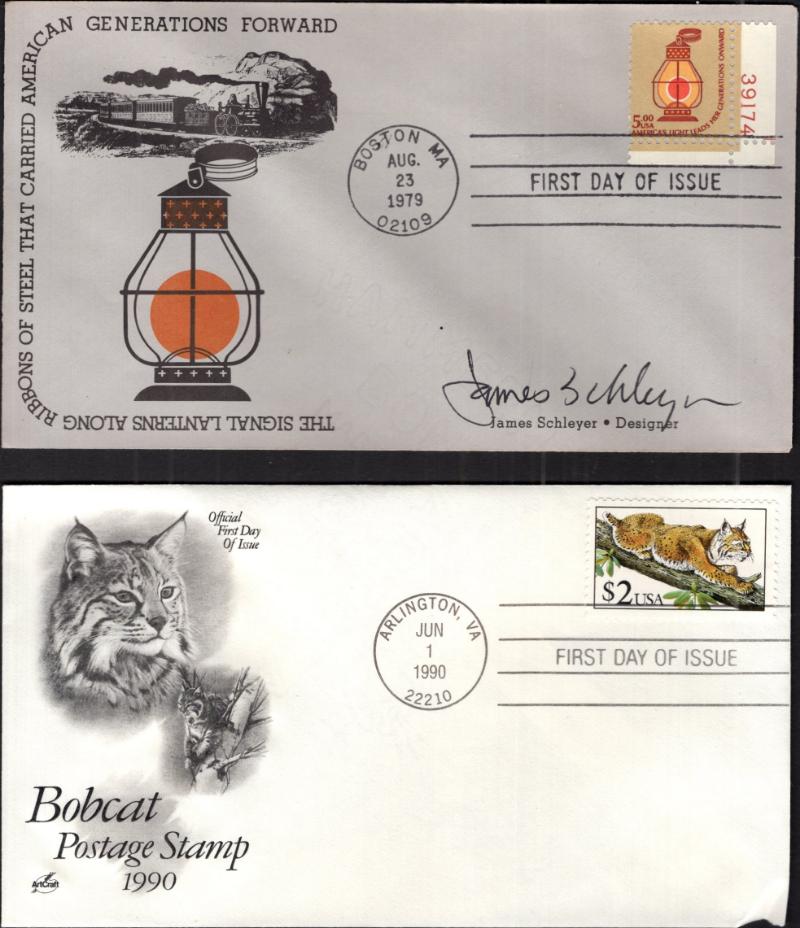 RIBBONS OF STEEL THAT CARRIED AMERICAN GENERATIONS FORWARD
THE SIGNAL LANTERNS ALONG
39174
5.00
USA
AMERICA'S LIGHT LEADS HER GENERATIONS ONWARD
BOSTON MA
AUG.
23
1979
02109
FIRST DAY OF ISSUE
James Schleyer
James Schleyer • Designer
Official
First Day
Of Issue
$2 USA
ARLINGTON, VA
JUN
1
1990
22210
FIRST DAY OF ISSUE
Bobcat
Postage Stamp
1990
ArtCraft